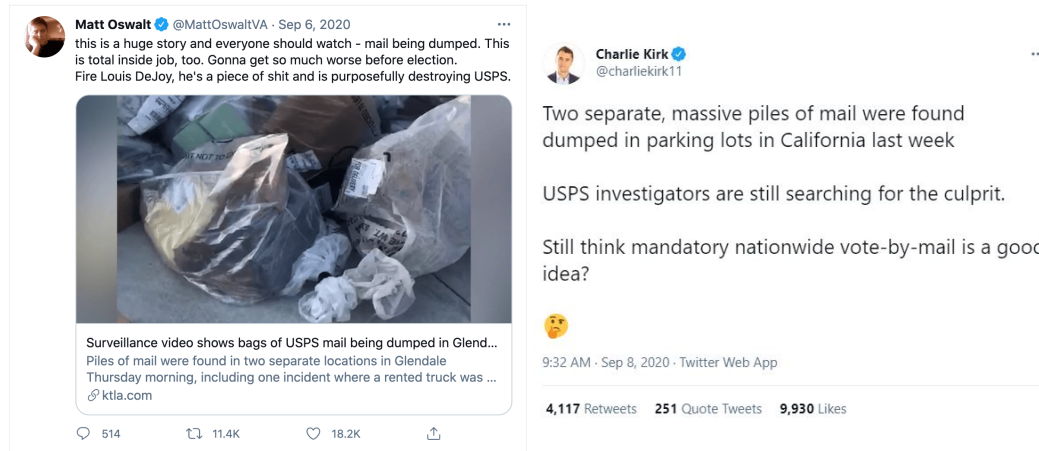 Matt Oswalt @MattOswaltVA · Sep 6, 2020
this is a huge story and everyone should watch - mail being dumped. This
is total inside job, too. Gonna get so much worse before election.
Fire Louis DeJoy, he's a piece of shit and is purposefully destroying USPS.
Surveillance video shows bags of USPS mail being dumped in Glend...
Piles of mail were found in two separate locations in Glendale
Thursday morning, including one incident where a rented truck was ...
ktla.com
514 11.4K 18.2K
Charlie Kirk
@charliekirk11
Two separate, massive piles of mail were found
dumped in parking lots in California last week
USPS investigators are still searching for the culprit.
Still think mandatory nationwide vote-by-mail is a good
idea?
9:32 AM · Sep 8, 2020 · Twitter Web App
4,117 Retweets 251 Quote Tweets 9,930 Likes